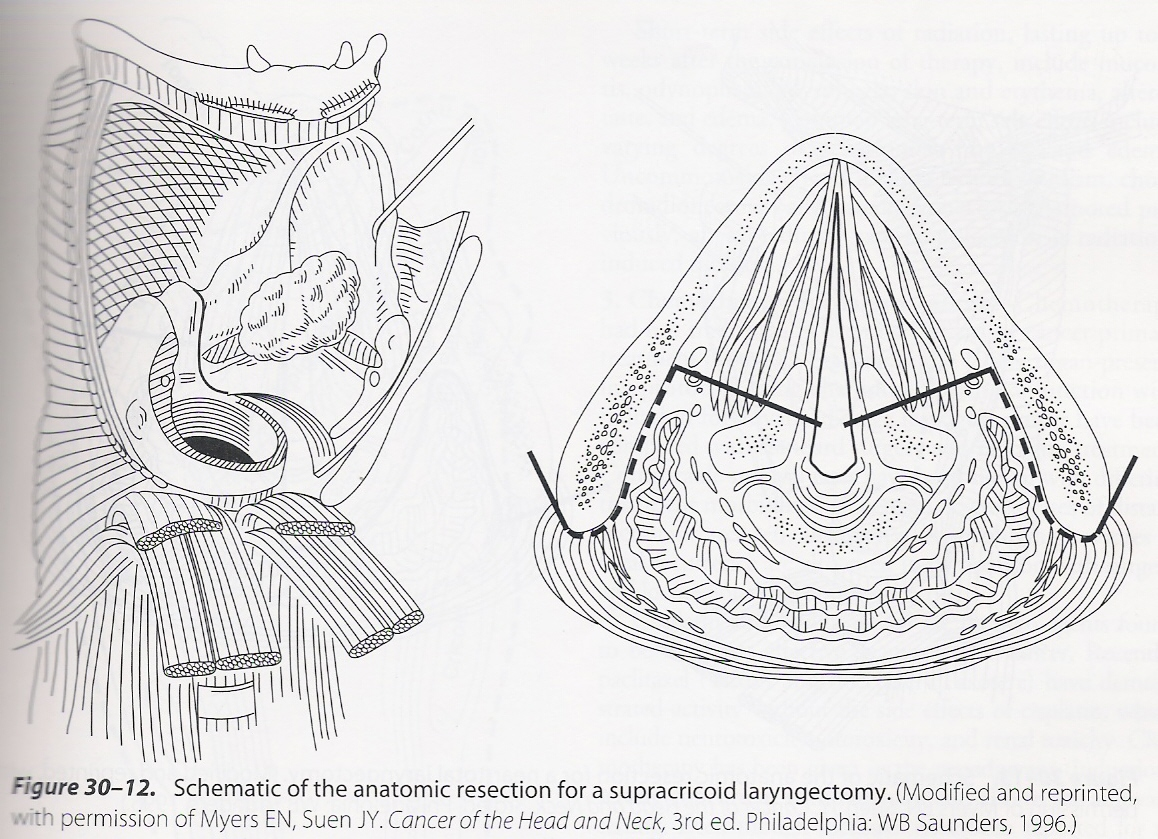 Figure 30–12. Schematic of the anatomic resection for a supracricoid laryngectomy. (Modified and reprinted,
with permission of Myers EN, Suen JY. Cancer of the Head and Neck, 3rd ed. Philadelphia: WB Saunders, 1996.)